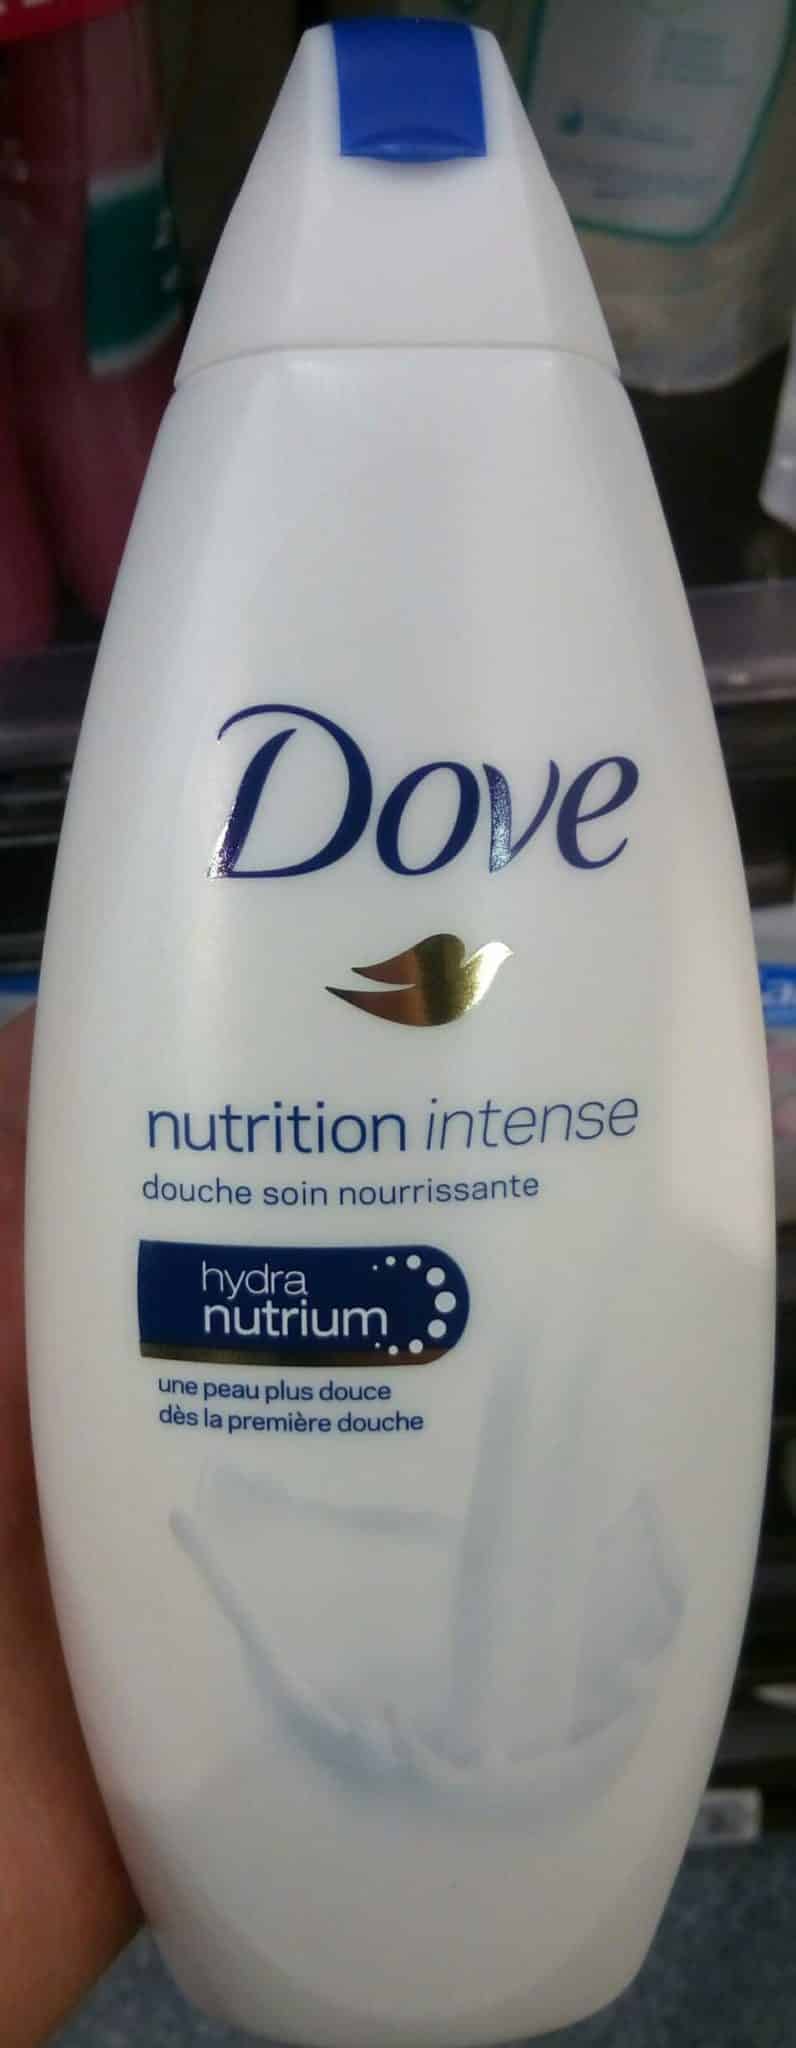 Dove
nutrition intense
douche soin nourrissante
hydra
nutrium
une peau plus douce
dès la première douche